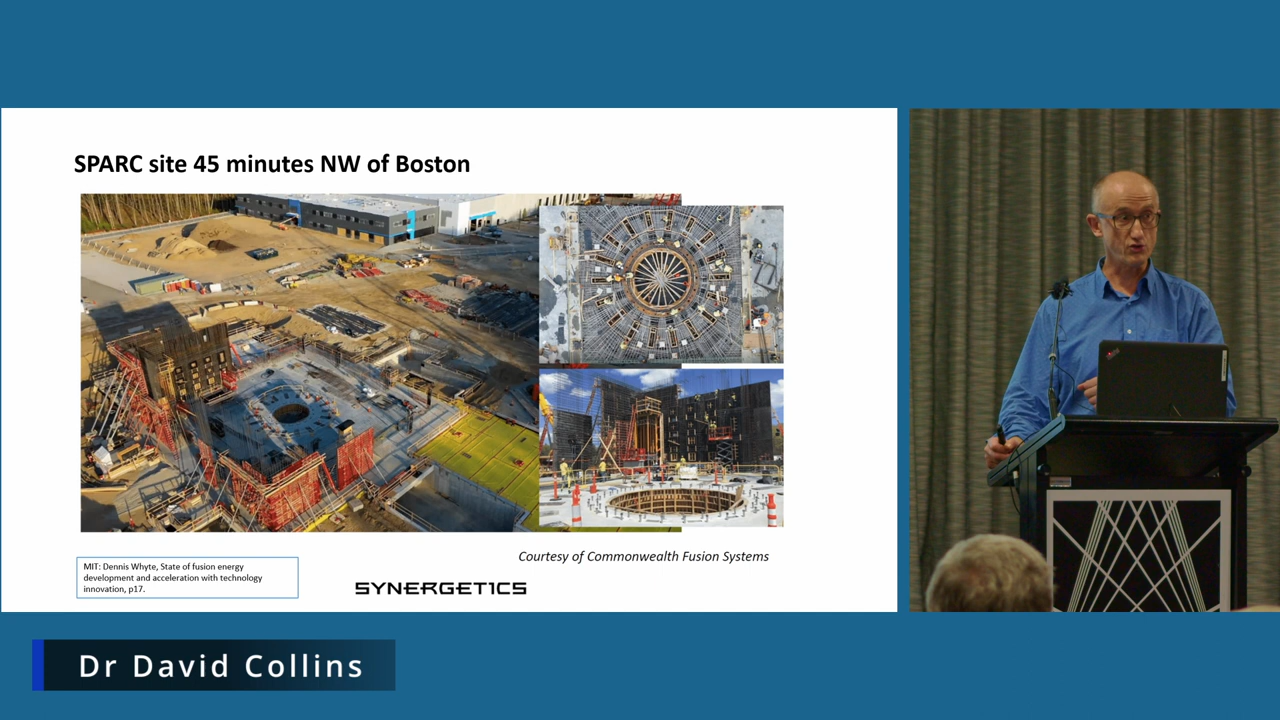 SPARC site 45 minutes NW of Boston
Courtesy of Commonwealth Fusion Systems
MIT: Dennis Whyte, State of fusion energy
development and acceleration with technology
innovation, p17.
SYNERGETICS
Dr David Collins